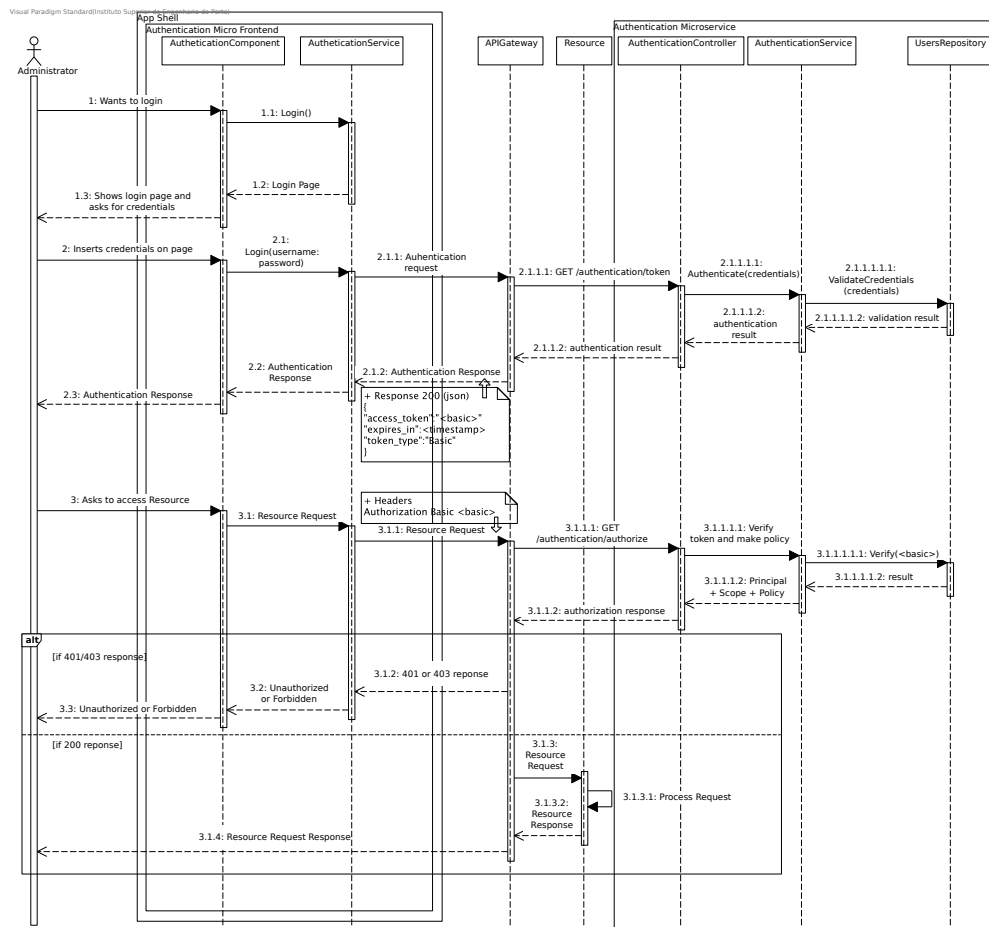 Visual Paradigm Standard(Instituto Superior de Engenharia do Porto)
App Shell
Authentication Micro Frontend
Authentication Microservice
AutheticationComponent
AutheticationService
APIGateway
Resource
AuthenticationController
AuthenticationService
UsersRepository
Administrator
1: Wants to login
1.1: Login()
1.2: Login Page
1.3: Shows login page and
asks for credentials
2: Inserts credentials on page
2.1:
Login(username:
password)
2.1.1: Auhentication
request
2.1.1.1: GET /authentication/token
2.1.1.1.1:
Authenticate(credentials)
2.1.1.1.1.1:
ValidateCredentials
(credentials)
2.1.1.1.1.2: validation result
2.1.1.1.2:
authentication
result
2.1.1.2: authentication result
2.1.2: Authentication Response
2.2: Authentication
Response
2.3: Authentication Response
+ Response 200 (json)
{
"access_token":"<basic>"
"expires_in":<timestamp>
"token_type":"Basic"
}
3: Asks to access Resource
+ Headers
Authorization Basic <basic>
3.1: Resource Request
3.1.1: Resource Request
3.1.1.1: GET
/authentication/authorize
3.1.1.1.1: Verify
token and make policy
3.1.1.1.1.1: Verify(<basic>)
3.1.1.1.1.2: result
3.1.1.1.2: Principal
+ Scope + Policy
3.1.1.2: authorization response
alt
[if 401/403 response]
3.1.2: 401 or 403 reponse
3.2: Unauthorized
or Forbidden
3.3: Unauthorized or Forbidden
[if 200 reponse]
3.1.3:
Resource
Request
3.1.3.1: Process Request
3.1.3.2:
Resource
Response
3.1.4: Resource Request Response